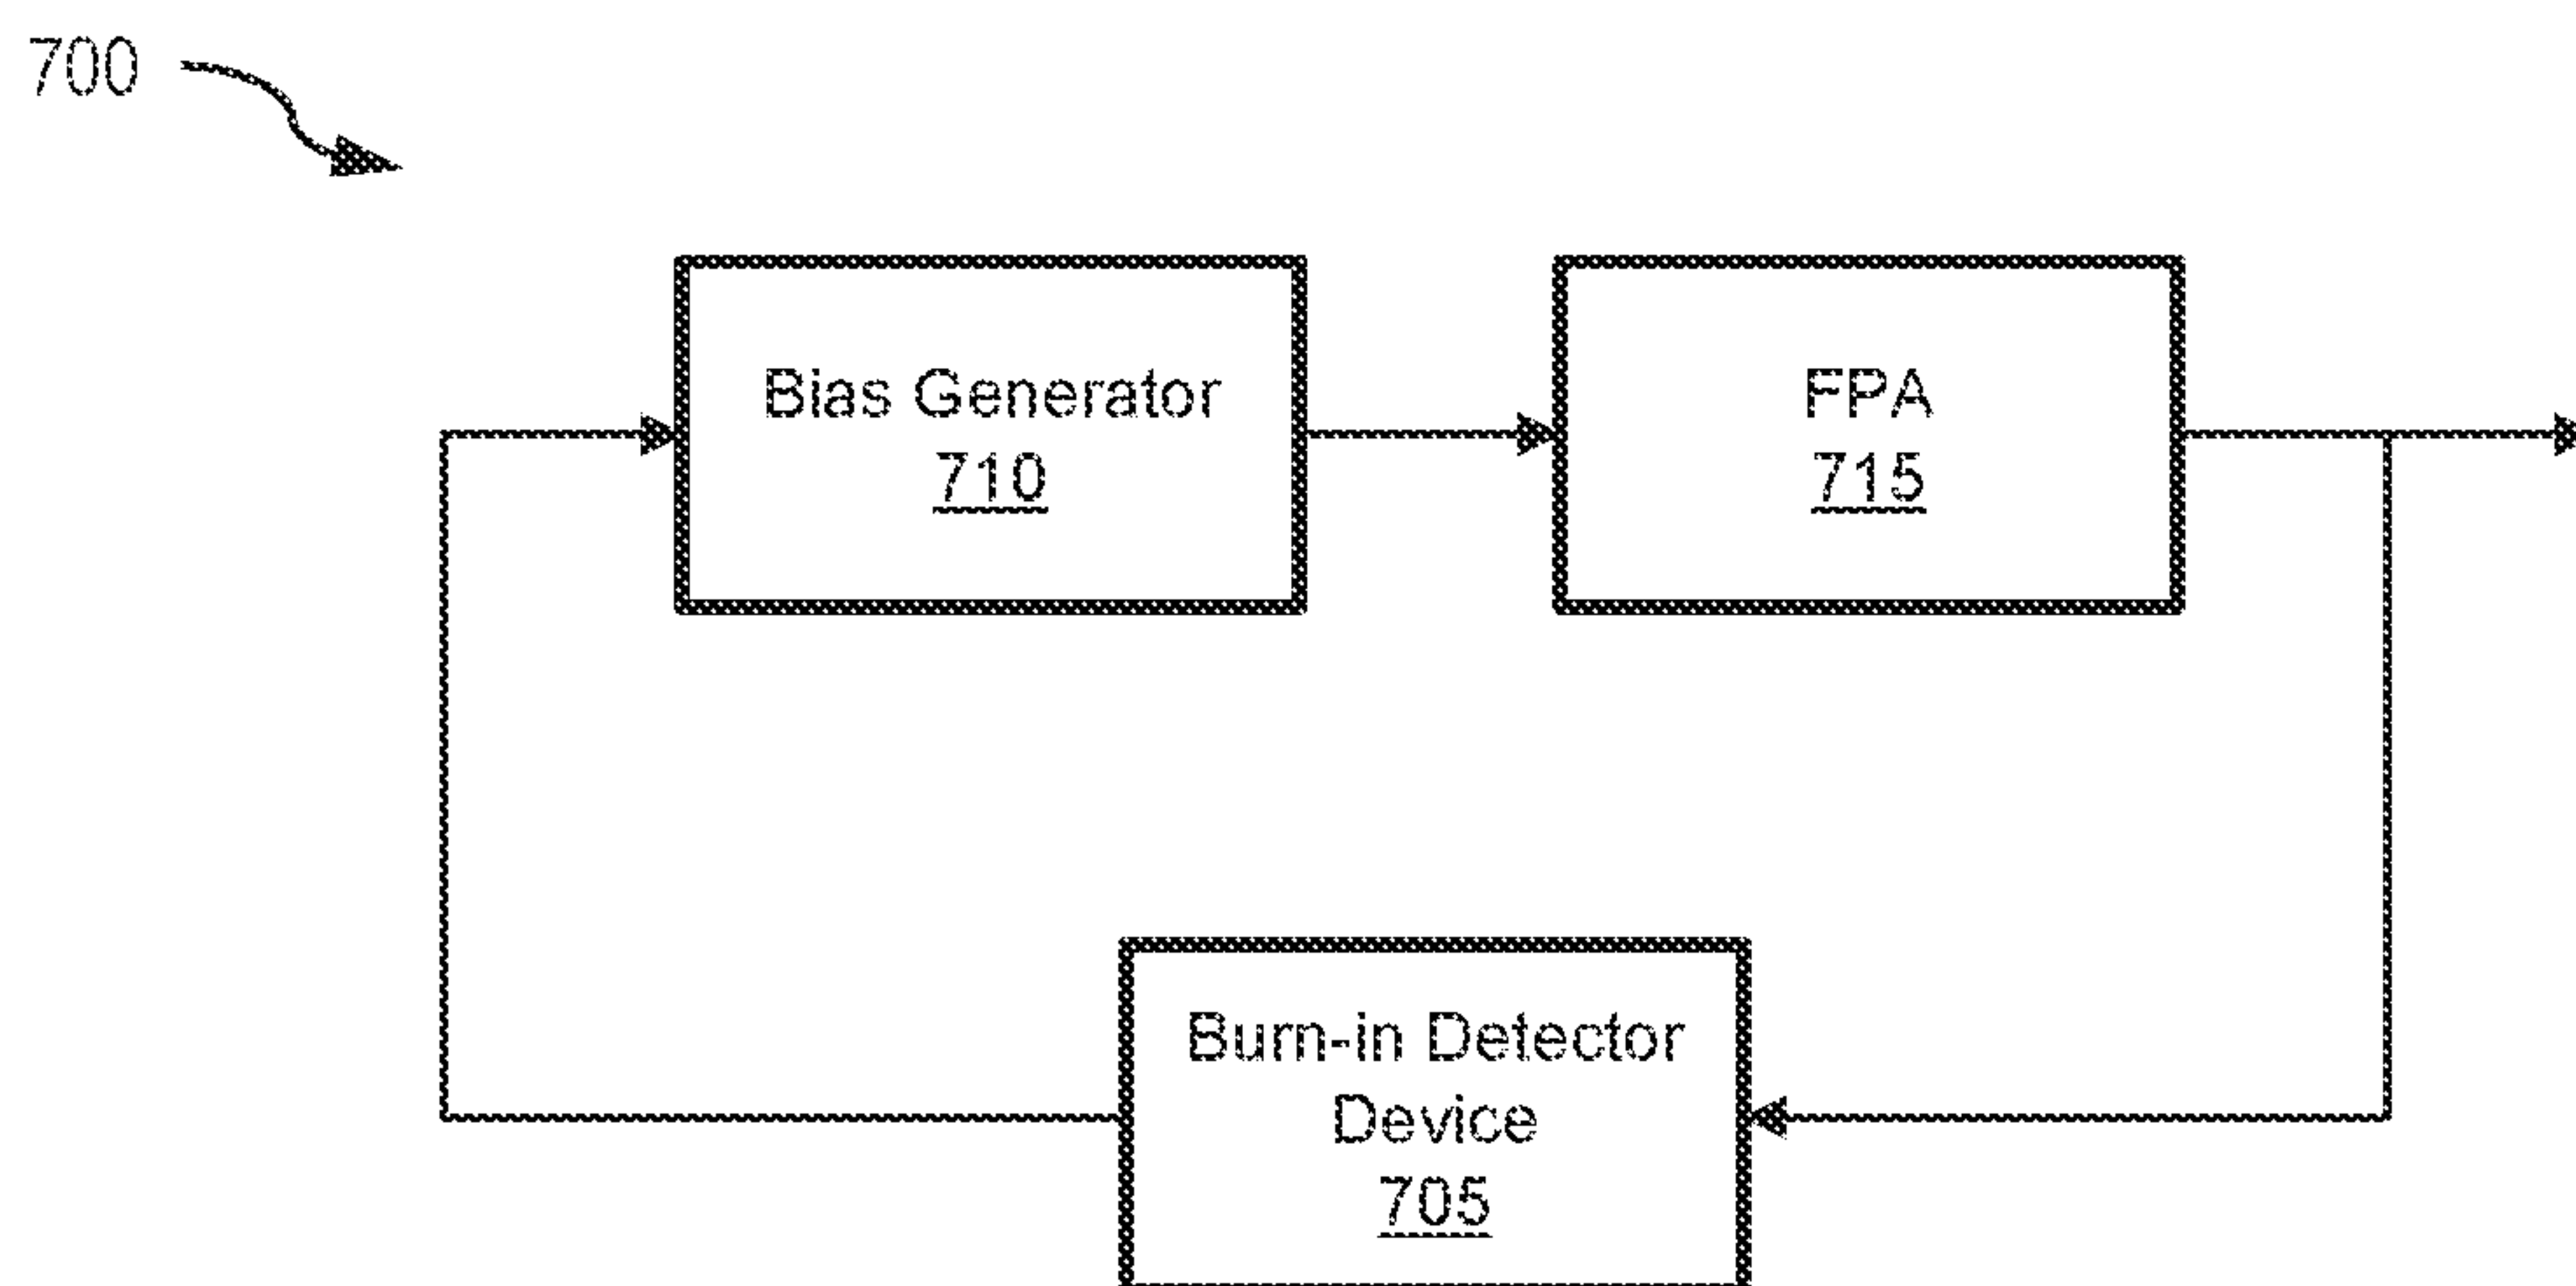 700
Bias Generator
710
FPA
715
Burn-in Detector
Device
705